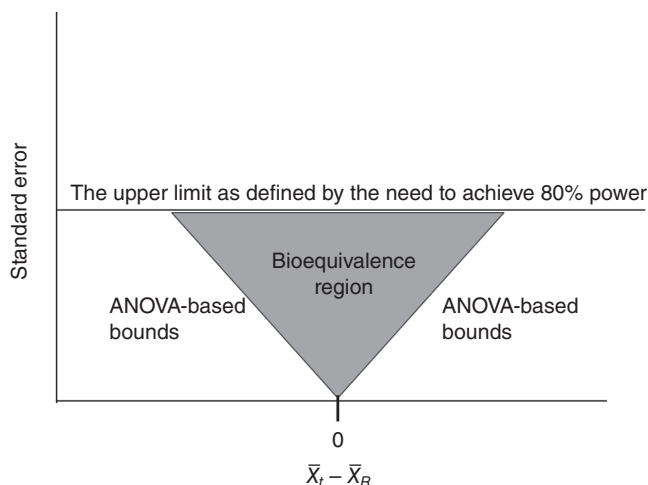 Standard error
The upper limit as defined by the need to achieve 80% power
Bioequivalence
region
ANOVA-based
bounds
ANOVA-based
bounds
0
X̅t – X̅R